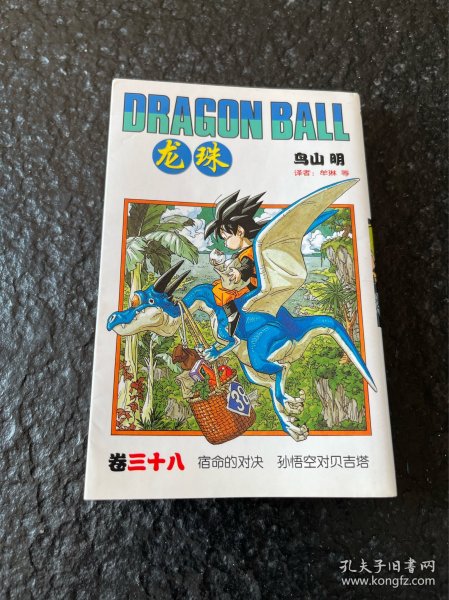 DRAGON BALL
龙珠
鸟山 明
译者：牟琳 等
38
卷三十八 宿命的对决 孙悟空对贝吉塔
孔夫子旧书网
www.kongfz.com